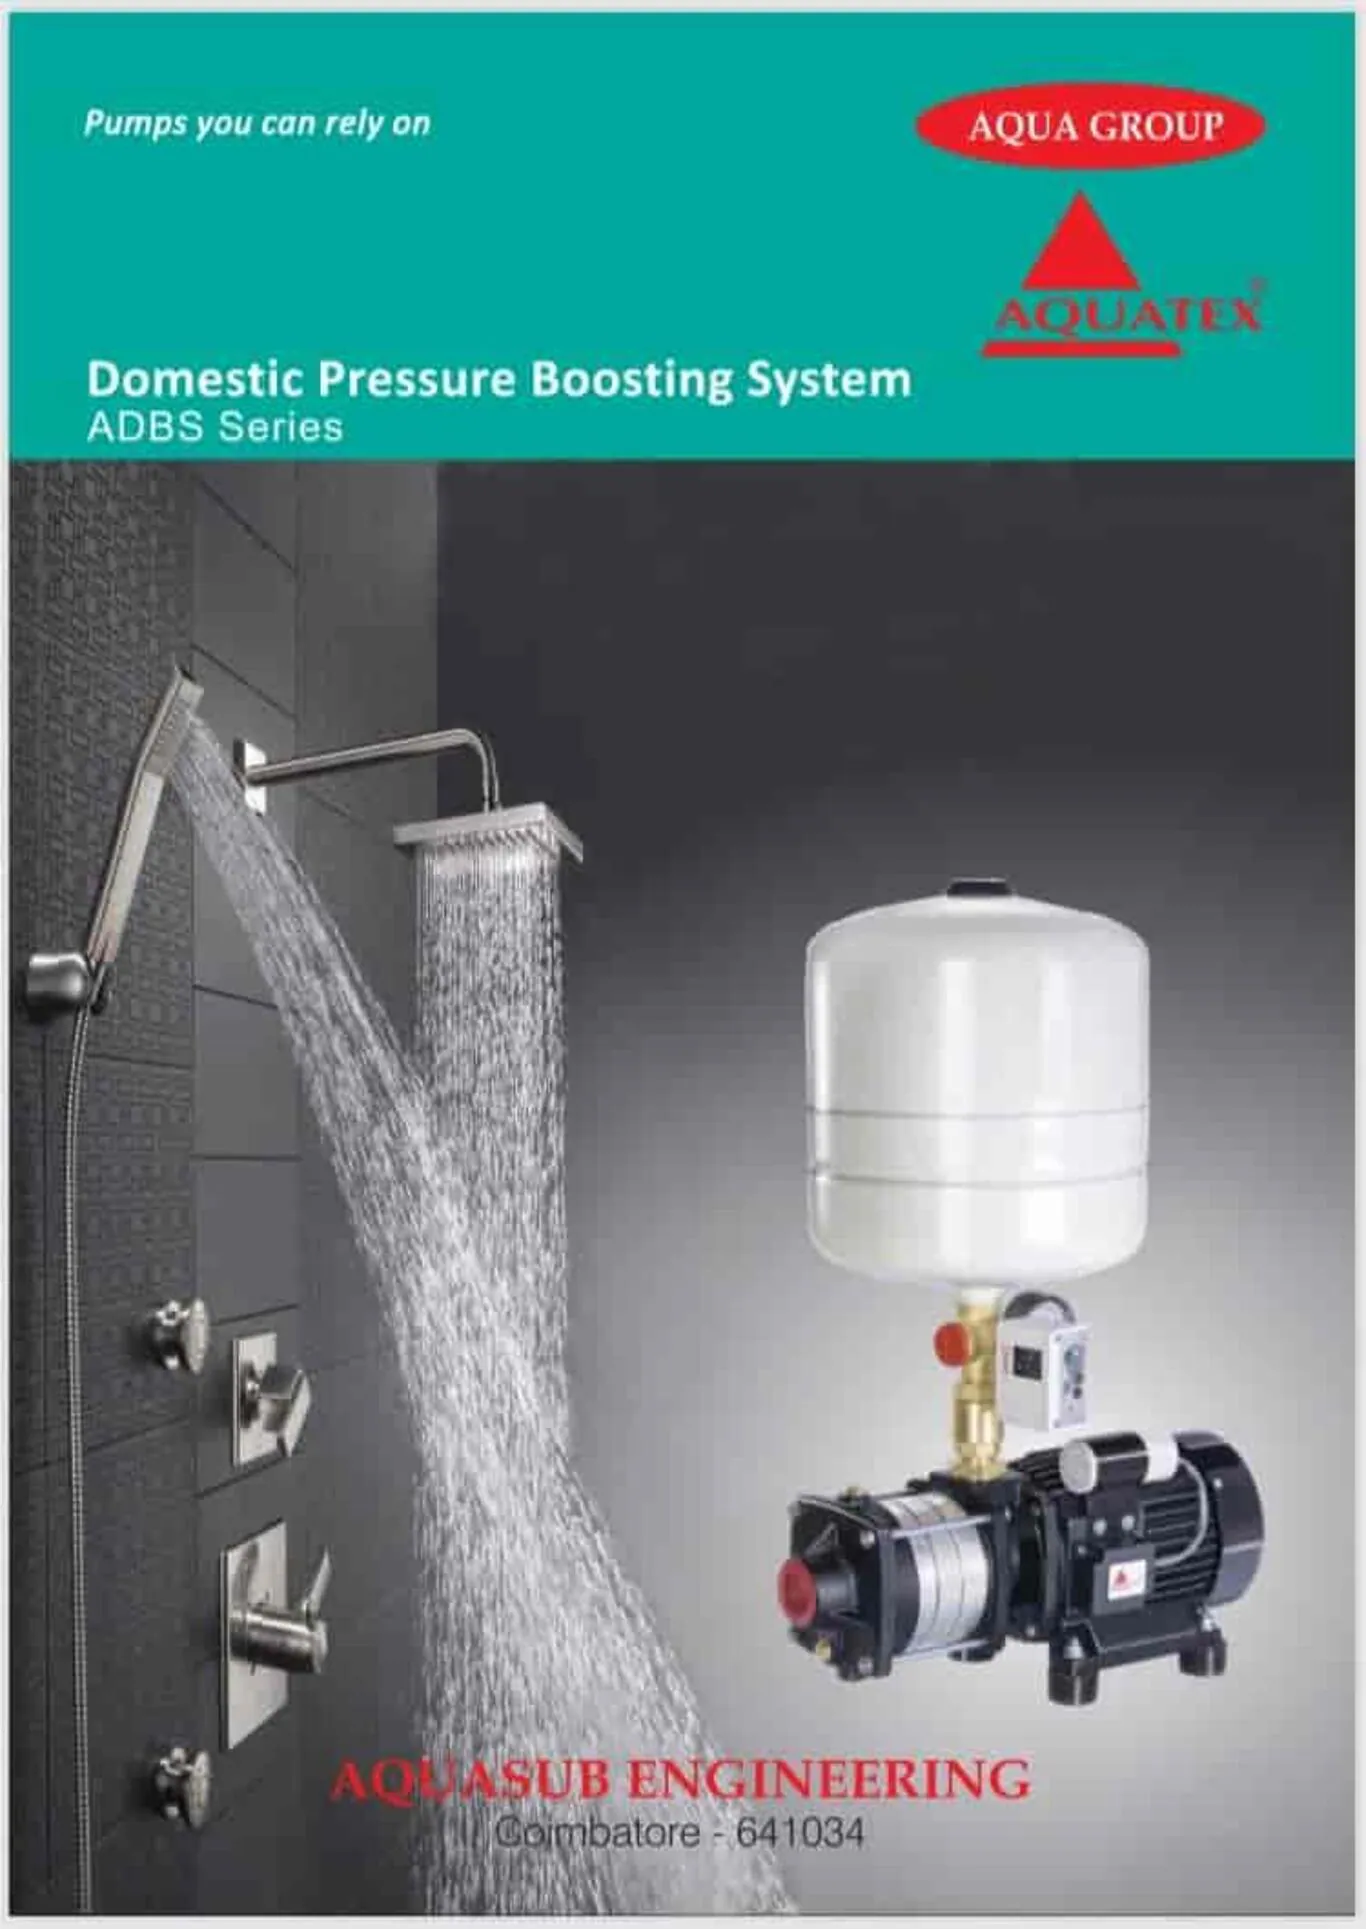 Pumps you can rely on
AQUA GROUP
AQUATEX®
Domestic Pressure Boosting System
ADBS Series
AQUASUB ENGINEERING
Coimbatore - 641034